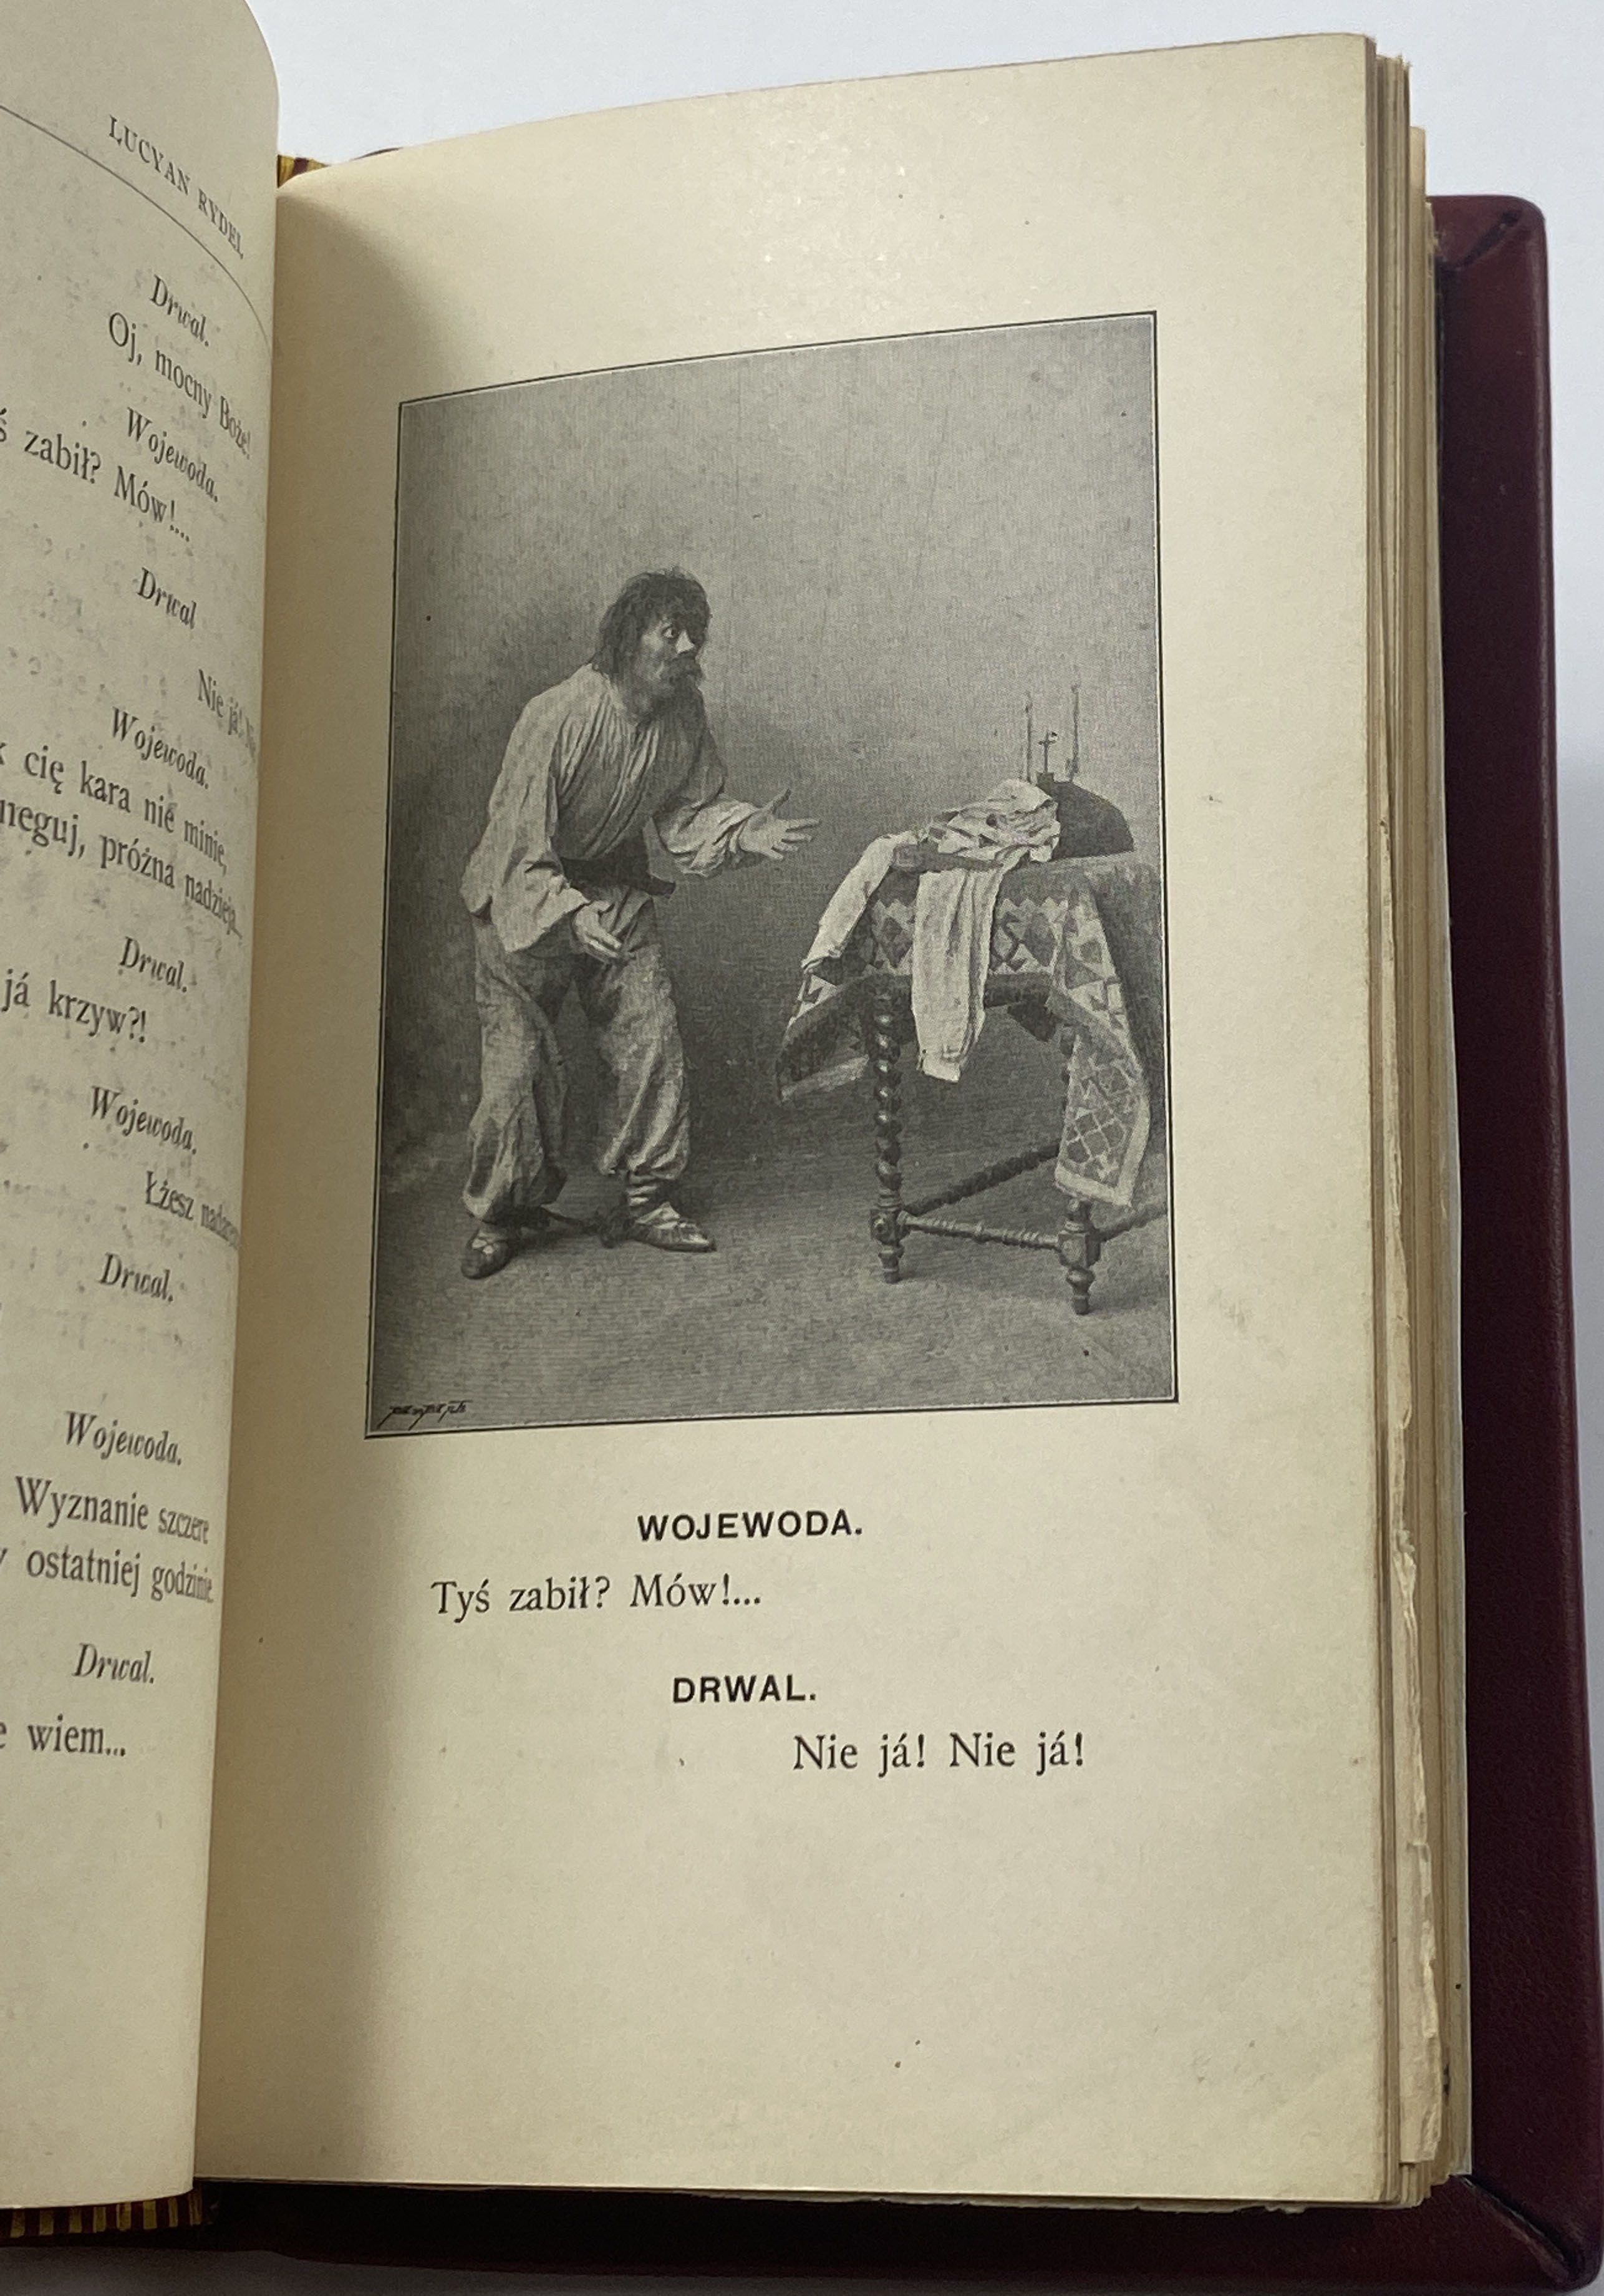 LUCYAN RYDEL
Drwal.
Oj, mocny Boże!
Wojewoda.
ś zabił? Mów!...
Drwal
Nie já!
Wojewoda.
cię kara nie minie,
neguj, próżna nadzieja
Drwal.
já krzyw?!
Wojewoda.
Łżesz
Drwal.
Wojewoda.
Wyznanie szczere
ostatniej godzinie.
Drwal.
e wiem...
WOJEWODA.
Tyś zabił? Mów!...
DRWAL.
Nie já! Nie já!